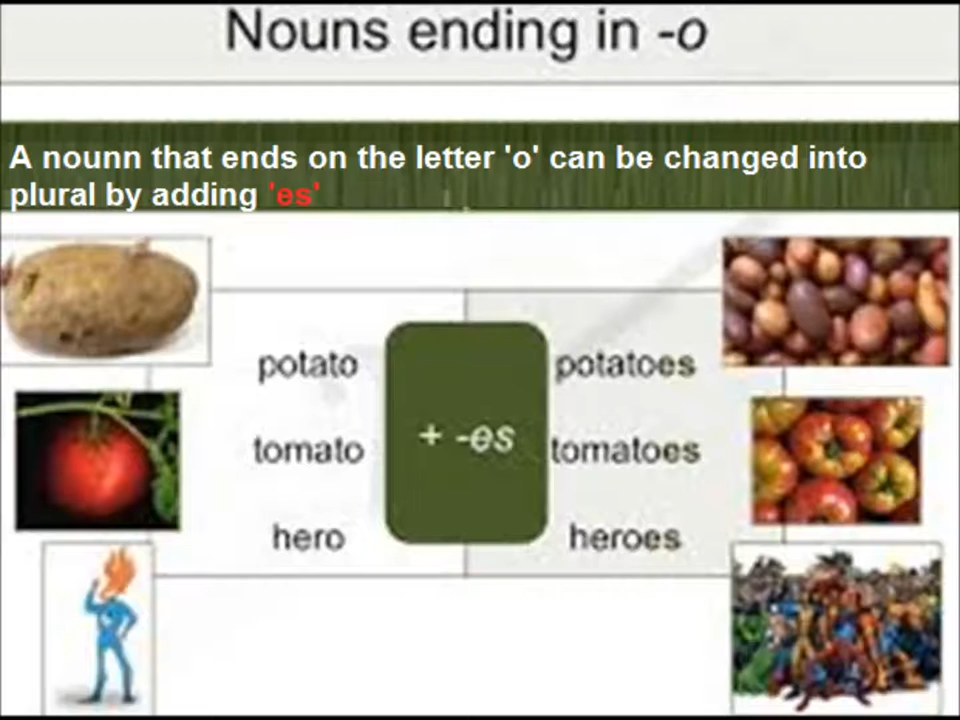 Nouns ending in -o
A nounn that ends on the letter 'o' can be changed into
plural by adding 'es'
potato potatoes
tomato + -es tomatoes
hero heroes